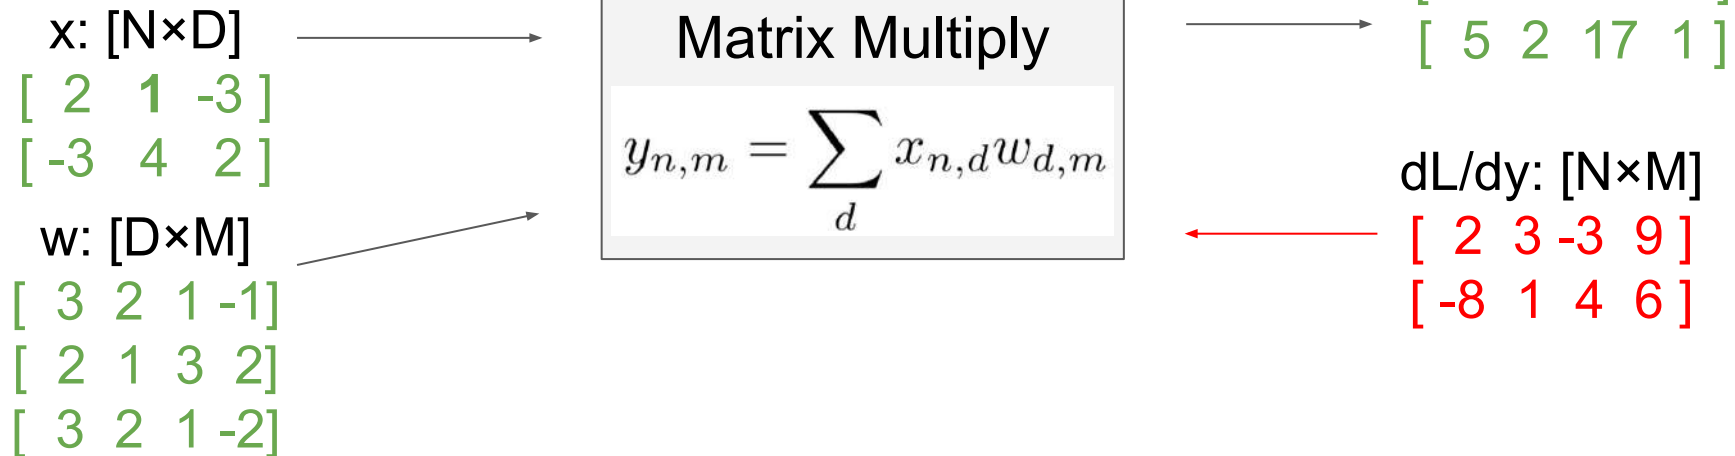 x: [N×D]
[ 2 1 -3 ]
[ -3 4 2 ]
w: [D×M]
[ 3 2 1 -1]
[ 2 1 3 2]
[ 3 2 1 -2]
Matrix Multiply
y_{n,m} = \sum_{d} x_{n,d} w_{d,m}
[ 5 2 17 1 ]
dL/dy: [N×M]
[ 2 3 -3 9 ]
[ -8 1 4 6 ]